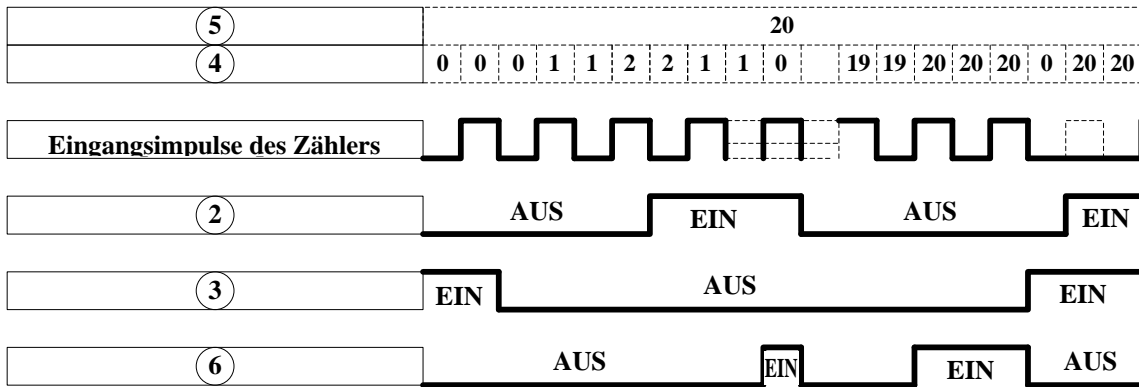 5 20
4 0 0 0 1 1 2 2 1 1 0 19 19 20 20 20 0 20 20
Eingangsimpulse des Zählers
2 AUS EIN AUS EIN
3 EIN AUS EIN
6 AUS EIN EIN AUS